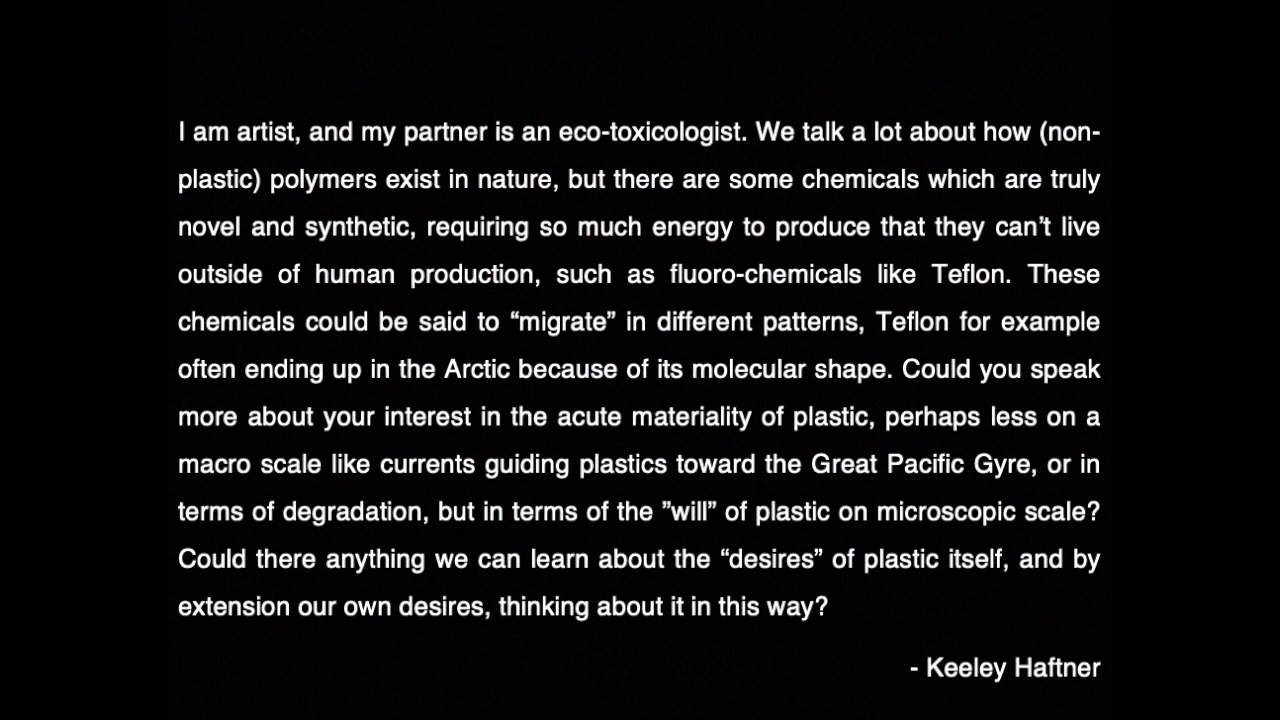 I am artist, and my partner is an eco-toxicologist. We talk a lot about how (non-
plastic) polymers exist in nature, but there are some chemicals which are truly
novel and synthetic, requiring so much energy to produce that they can’t live
outside of human production, such as fluoro-chemicals like Teflon. These
chemicals could be said to “migrate” in different patterns, Teflon for example
often ending up in the Arctic because of its molecular shape. Could you speak
more about your interest in the acute materiality of plastic, perhaps less on a
macro scale like currents guiding plastics toward the Great Pacific Gyre, or in
terms of degradation, but in terms of the ”will” of plastic on microscopic scale?
Could there anything we can learn about the “desires” of plastic itself, and by
extension our own desires, thinking about it in this way?
- Keeley Haftner